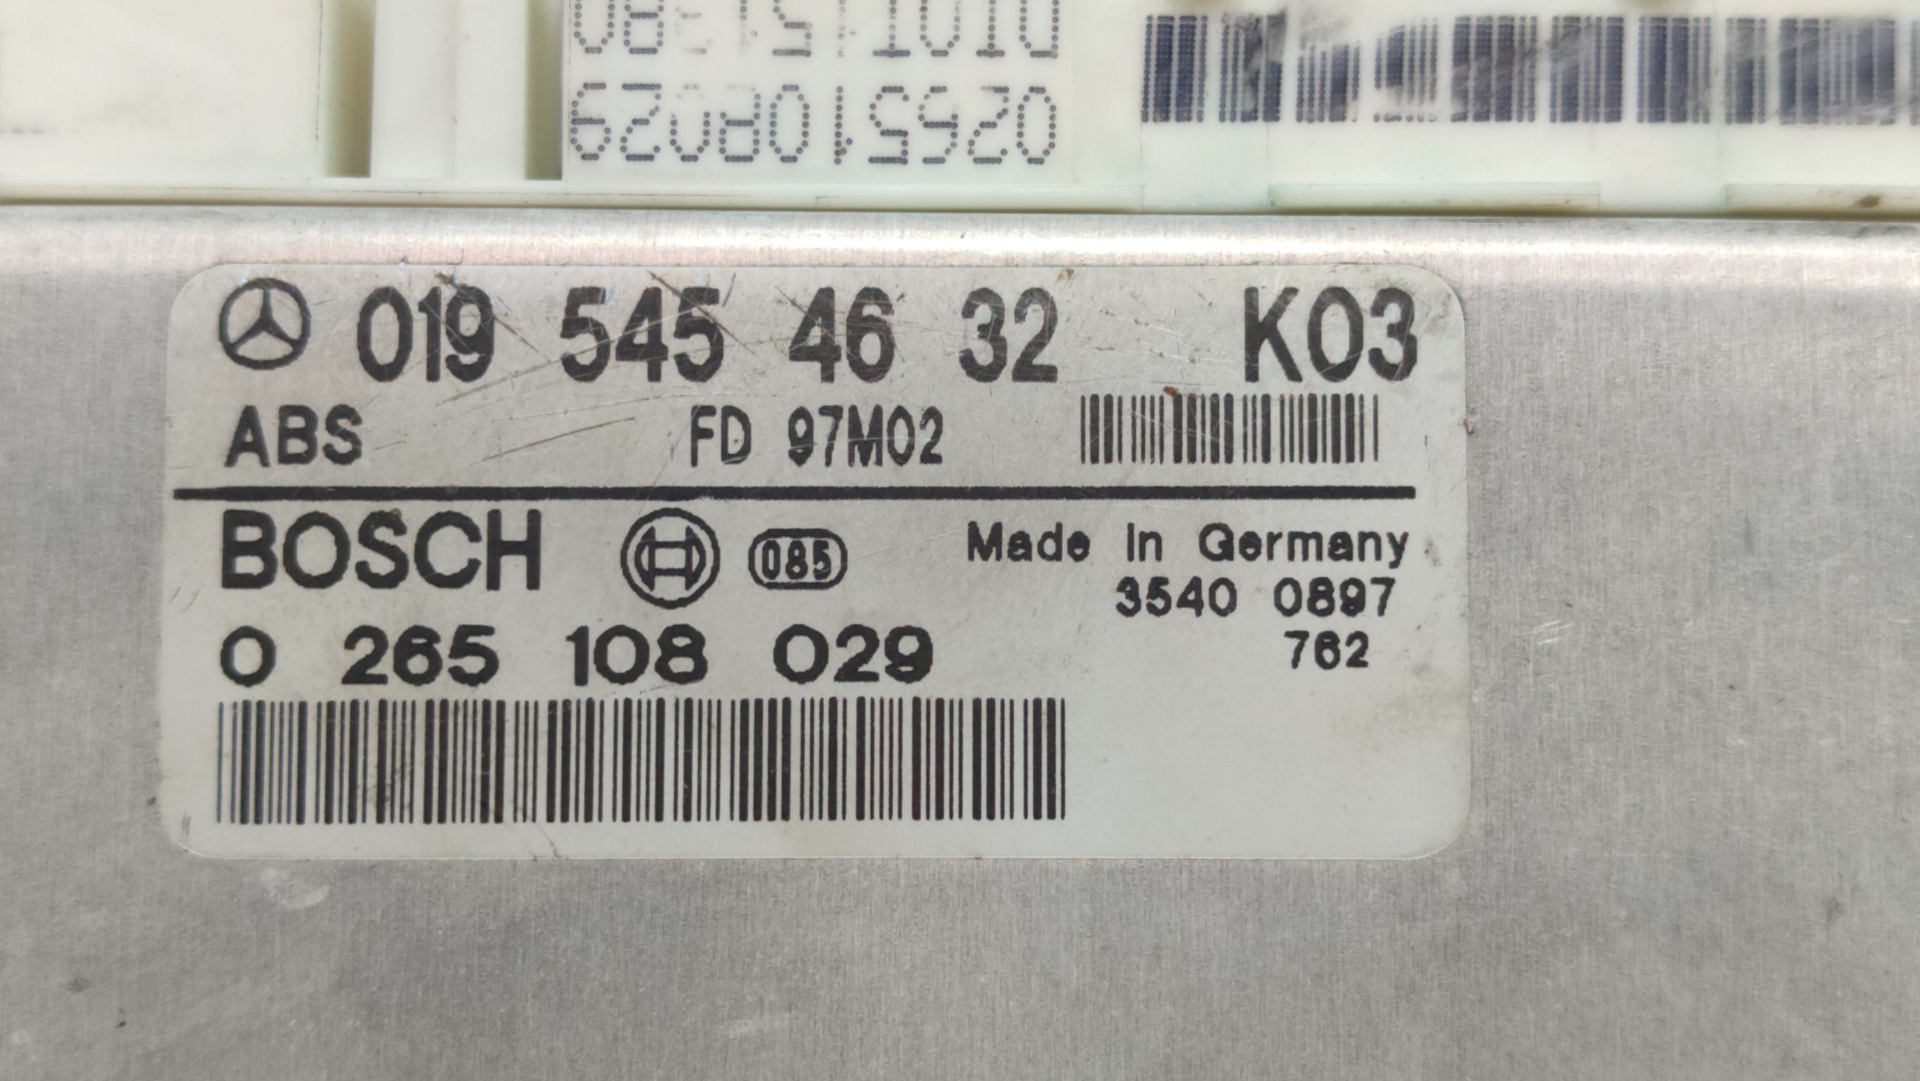 0265108029
019 545 46 32 K03
ABS FD 97M02
BOSCH 085 Made In Germany
3540 0897
0 265 108 029 762